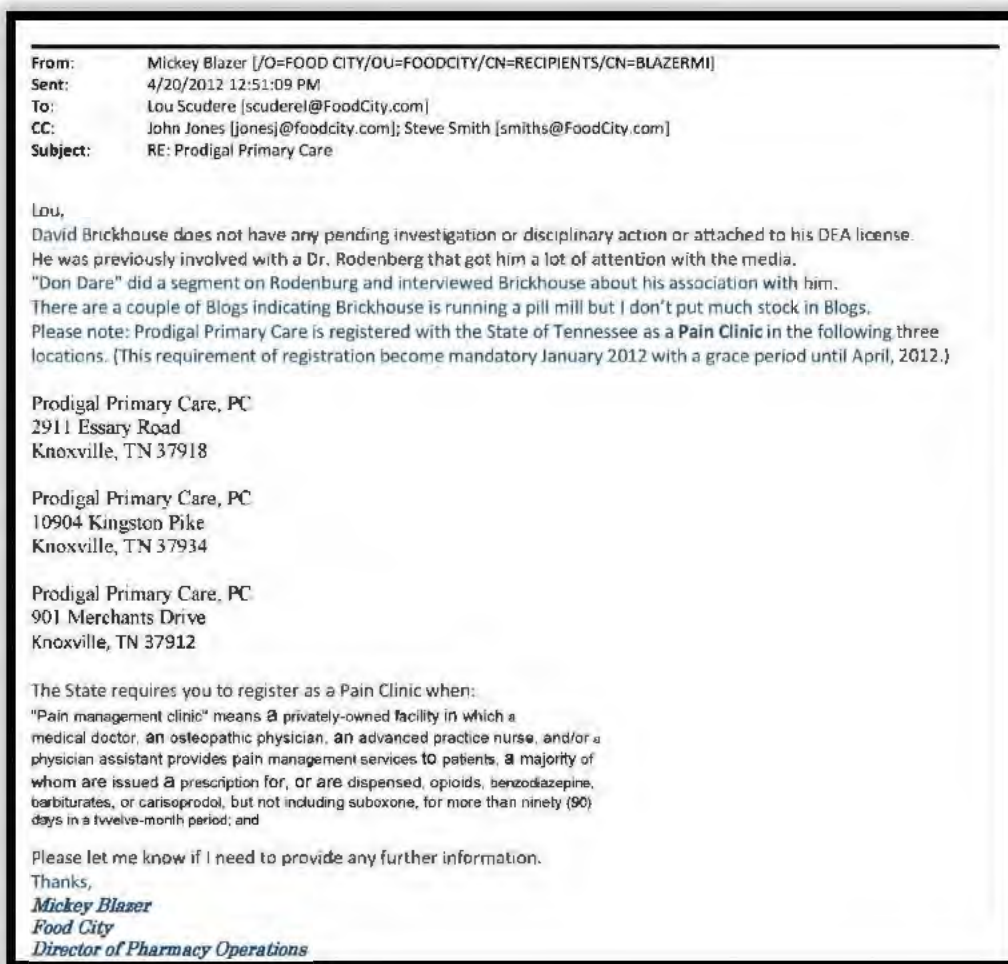 From: Mickey Blazer [/O=FOOD CITY/OU=FOODCITY/CN=RECIPIENTS/CN=BLAZERMI]
Sent: 4/20/2012 12:51:09 PM
To: Lou Scudere [scuderel@FoodCity.com]
CC: John Jones [jonesj@foodcity.com]; Steve Smith [smiths@FoodCity.com]
Subject: RE: Prodigal Primary Care
Lou,
David Brickhouse does not have any pending investigation or disciplinary action or attached to his DEA license.
He was previously involved with a Dr. Rodenberg that got him a lot of attention with the media.
"Don Dare" did a segment on Rodenburg and interviewed Brickhouse about his association with him.
There are a couple of Blogs indicating Brickhouse is running a pill mill but I don't put much stock in Blogs.
Please note: Prodigal Primary Care is registered with the State of Tennessee as a Pain Clinic in the following three
locations. (This requirement of registration become mandatory January 2012 with a grace period until April, 2012.)
Prodigal Primary Care, PC
2911 Essary Road
Knoxville, TN 37918
Prodigal Primary Care, PC
10904 Kingston Pike
Knoxville, TN 37934
Prodigal Primary Care, PC
901 Merchants Drive
Knoxville, TN 37912
The State requires you to register as a Pain Clinic when:
"Pain management clinic" means a privately-owned facility in which a
medical doctor, an osteopathic physician, an advanced practice nurse, and/or a
physician assistant provides pain management services to patients, a majority of
whom are issued a prescription for, or are dispensed, opioids, benzodiazepine,
barbiturates, or carisoprodol, but not including suboxone, for more than ninety (90)
days in a twelve-month period; and
Please let me know if I need to provide any further information.
Thanks,
Mickey Blazer
Food City
Director of Pharmacy Operations